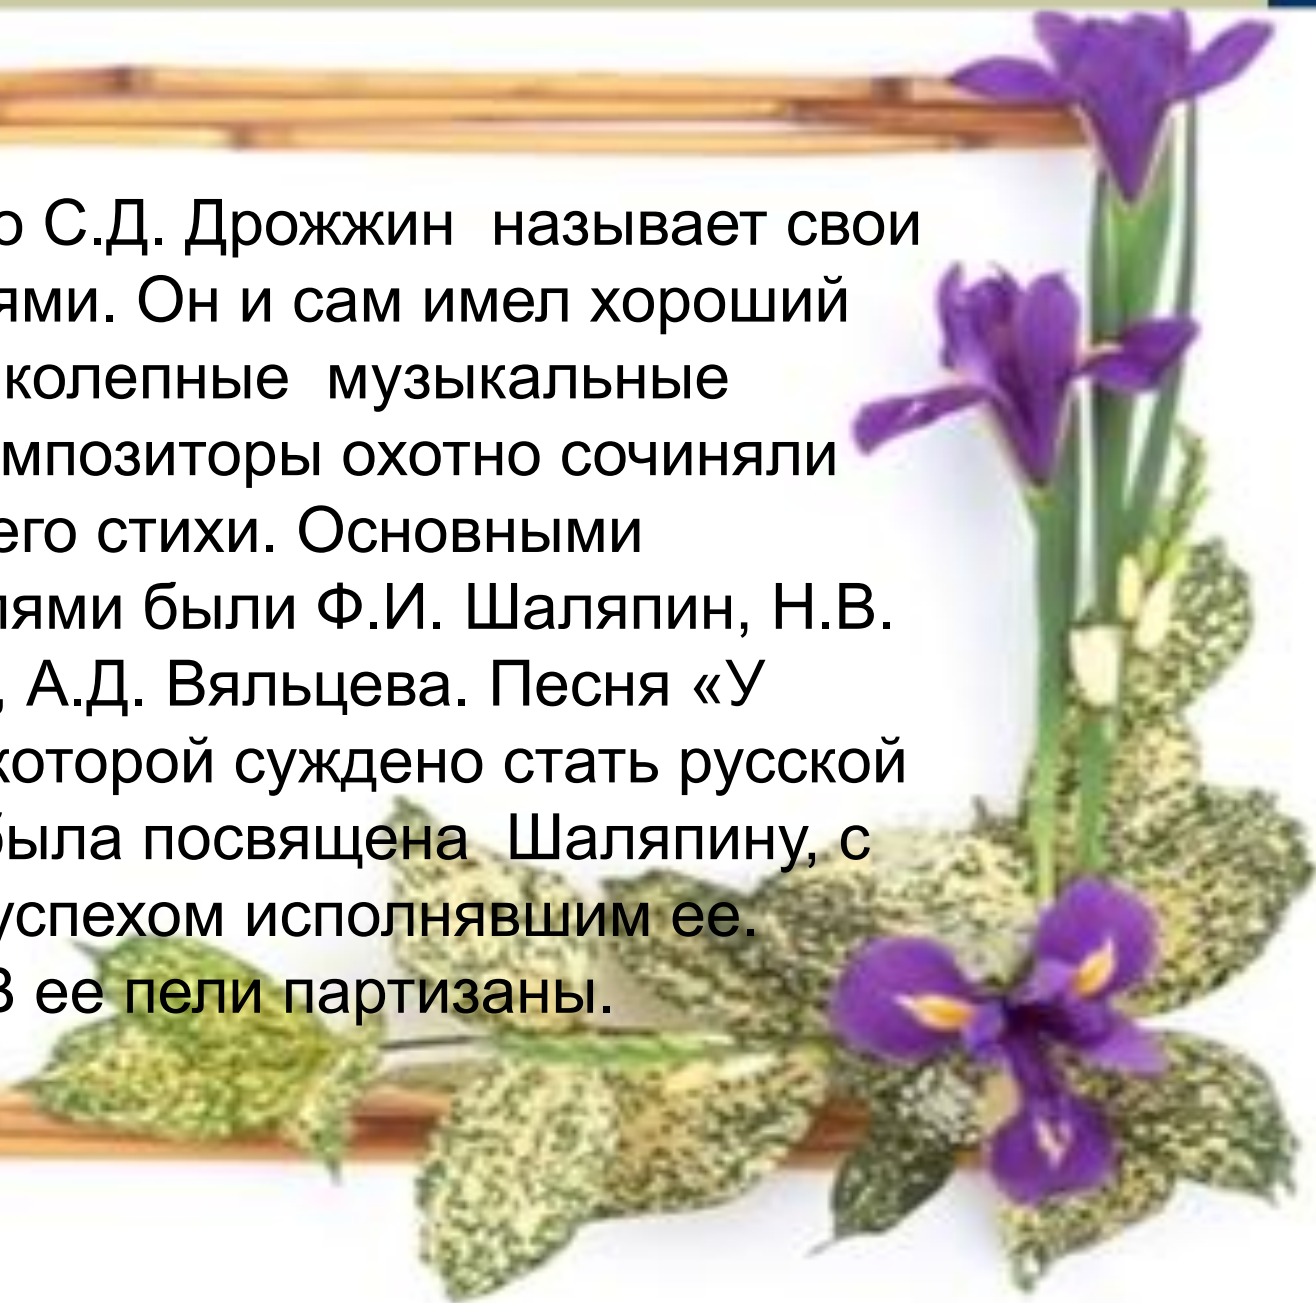 о С.Д. Дрожжин называет свои
ями. Он и сам имел хороший
колепные музыкальные
мпозиторы охотно сочиняли
его стихи. Основными
лями были Ф.И. Шаляпин, Н.В.
, А.Д. Вяльцева. Песня «У
которой суждено стать русской
была посвящена Шаляпину, с
успехом исполнявшим ее.
В ее пели партизаны.